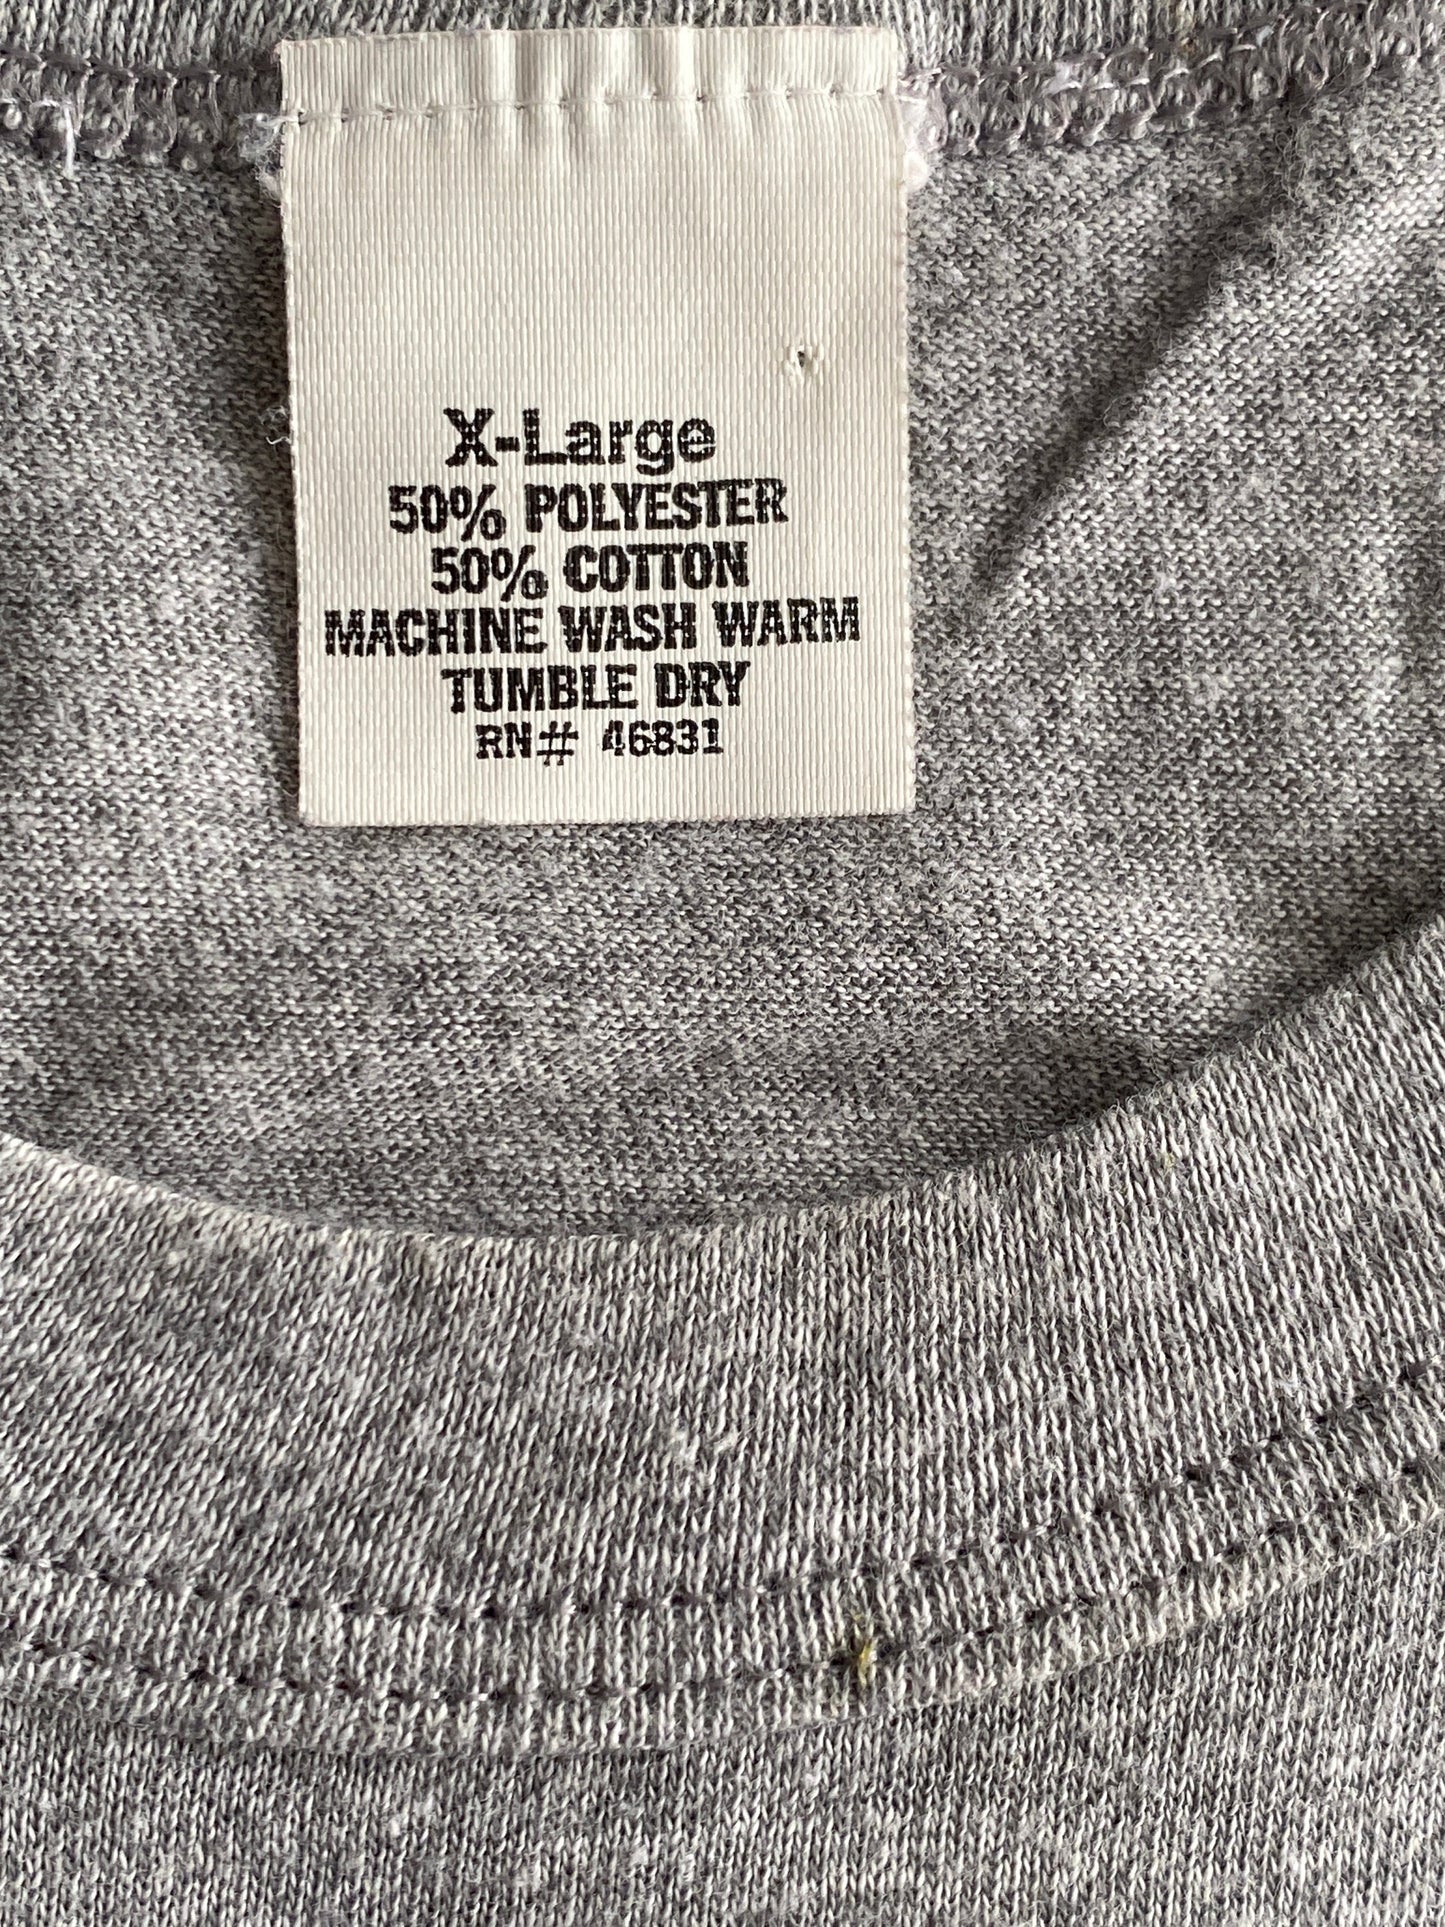 X-Large
50% POLYESTER
50% COTTON
MACHINE WASH WARM
TUMBLE DRY
RN# 46831